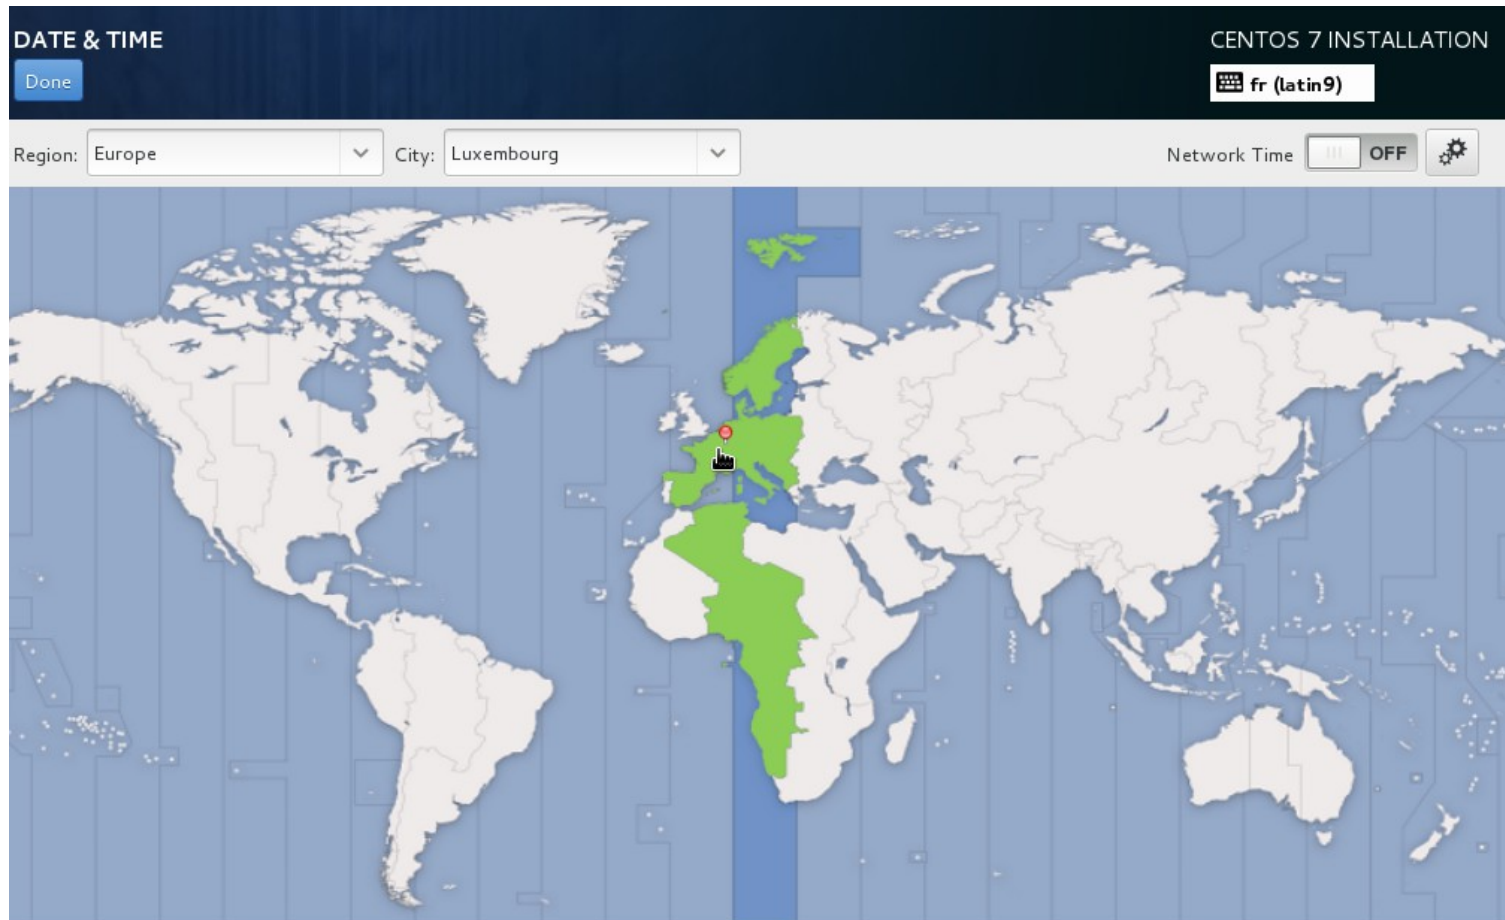 DATE & TIME
CENTOS 7 INSTALLATION
Done
fr (latin9)
Region: Europe City: Luxembourg Network Time OFF